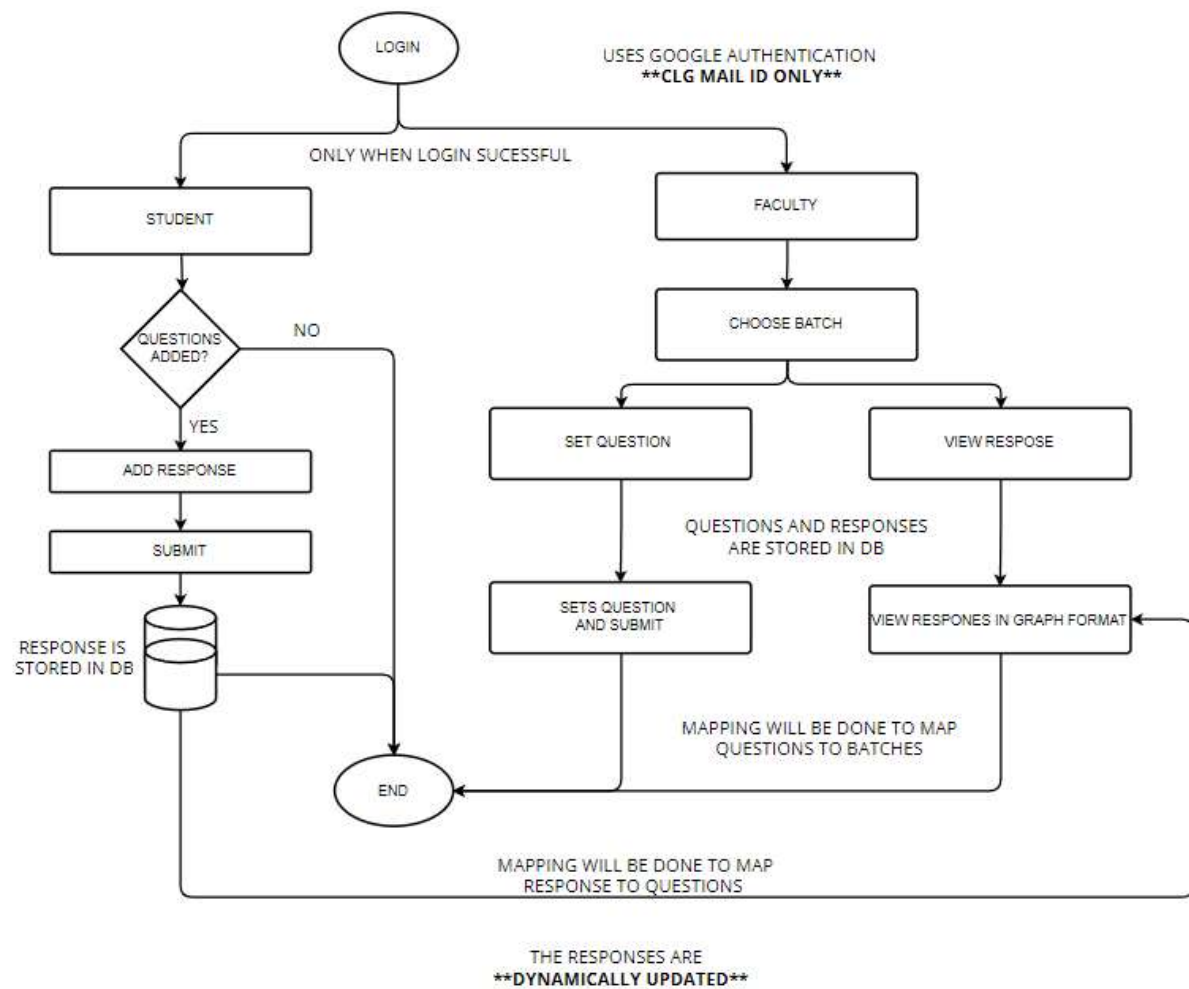 LOGIN
USES GOOGLE AUTHENTICATION
**CLG MAIL ID ONLY**
ONLY WHEN LOGIN SUCESSFUL
STUDENT
FACULTY
QUESTIONS
ADDED?
NO
CHOOSE BATCH
YES
SET QUESTION
VIEW RESPOSE
ADD RESPONSE
SUBMIT
QUESTIONS AND RESPONSES
ARE STORED IN DB
SETS QUESTION
AND SUBMIT
VIEW RESPONES IN GRAPH FORMAT
RESPONSE IS
STORED IN DB
MAPPING WILL BE DONE TO MAP
QUESTIONS TO BATCHES
END
MAPPING WILL BE DONE TO MAP
RESPONSE TO QUESTIONS
THE RESPONSES ARE
**DYNAMICALLY UPDATED**